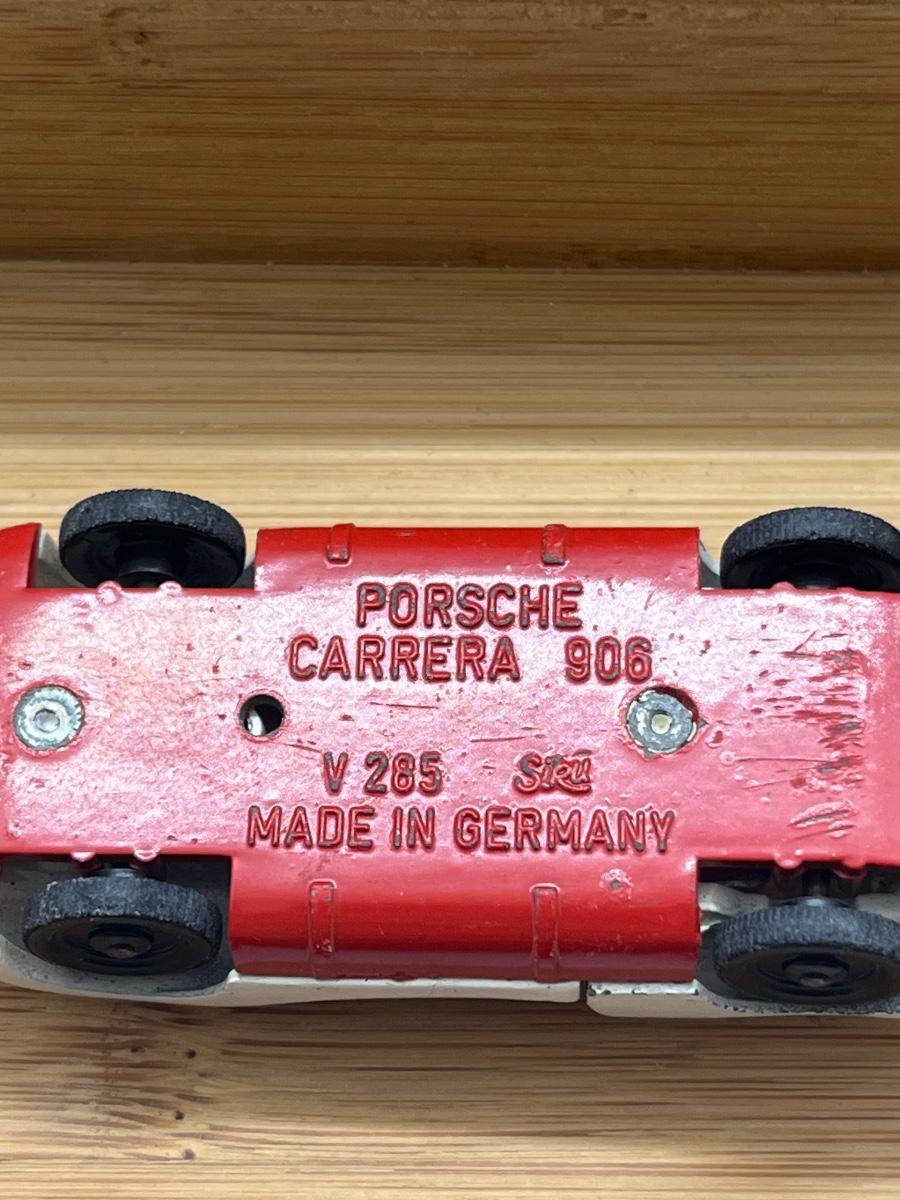 PORSCHE
CARRERA 906
V 285 Siku
MADE IN GERMANY